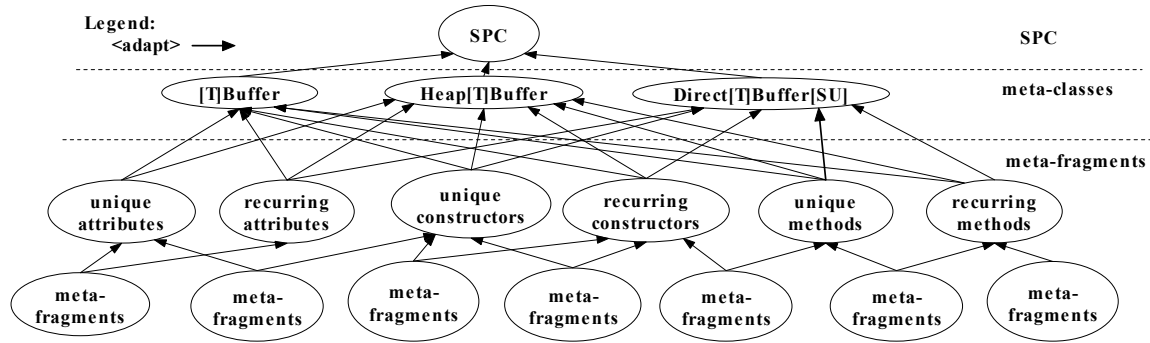 Legend:
<adapt>
SPC
SPC
[T]Buffer
Heap[T]Buffer
Direct[T]Buffer[SU]
meta-classes
meta-fragments
unique
attributes
recurring
attributes
unique
constructors
recurring
constructors
unique
methods
recurring
methods
meta-
fragments
meta-
fragments
meta-
fragments
meta-
fragments
meta-
fragments
meta-
fragments
meta-
fragments